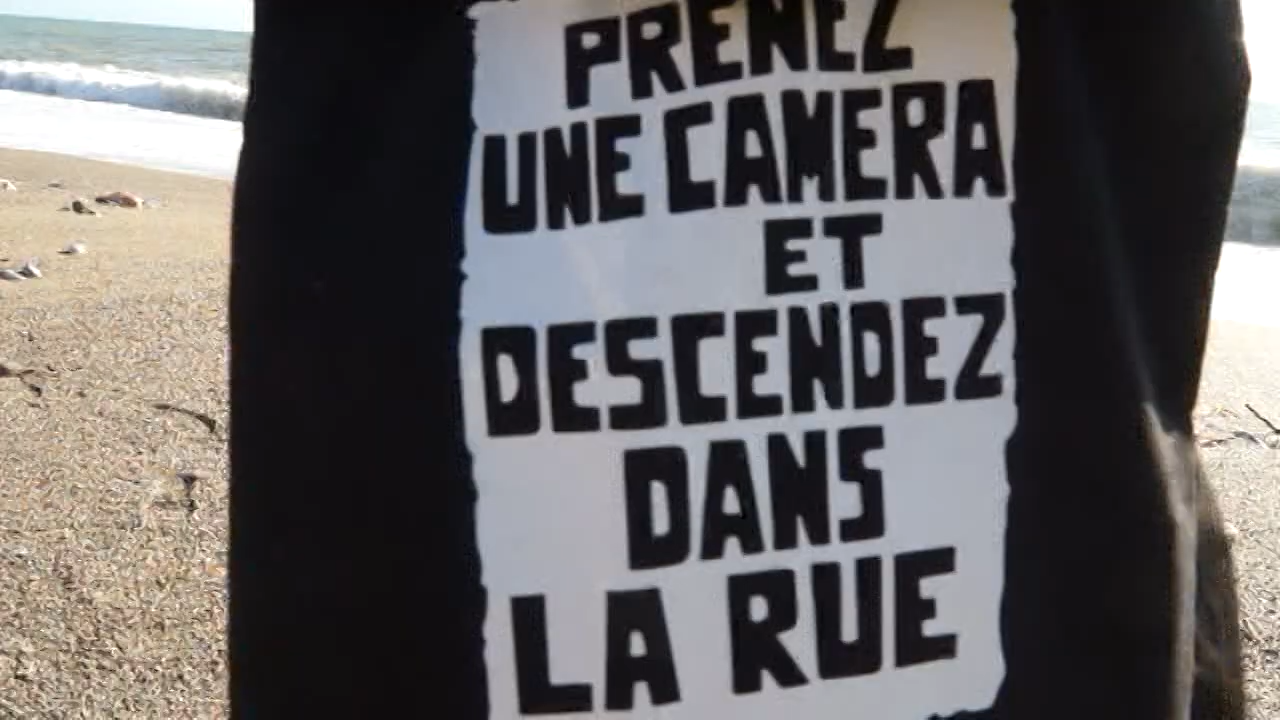 PRENEZ
UNE CAMERA
ET
DESCENDEZ
DANS
LA RUE